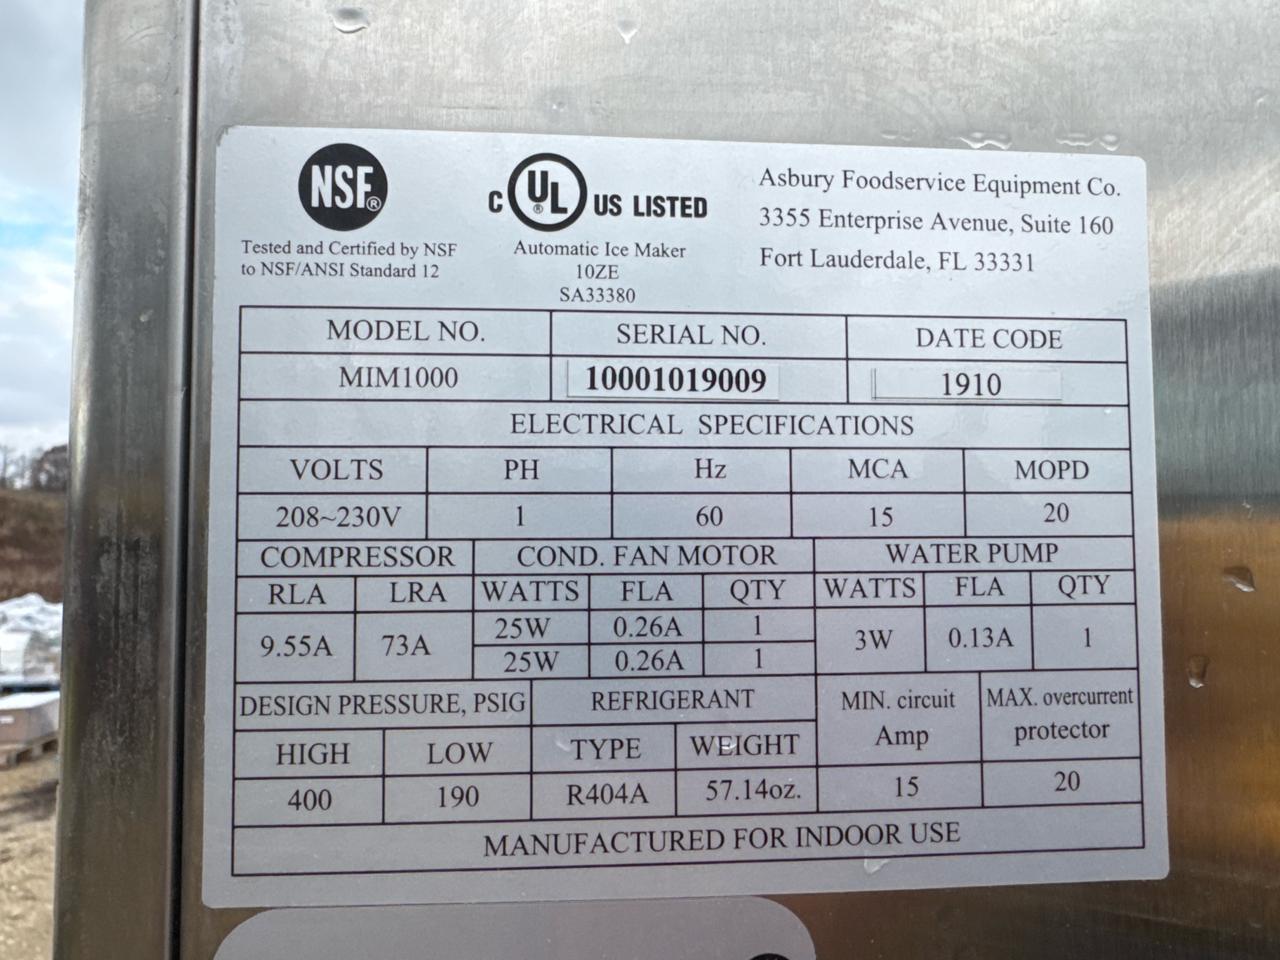 NSF®
Tested and Certified by NSF
to NSF/ANSI Standard 12
C UL® US LISTED
Automatic Ice Maker
10ZE
SA33380
Asbury Foodservice Equipment Co.
3355 Enterprise Avenue, Suite 160
Fort Lauderdale, FL 33331
MODEL NO. SERIAL NO. DATE CODE
MIM1000 10001019009 1910
ELECTRICAL SPECIFICATIONS
VOLTS PH Hz MCA MOPD
208~230V 1 60 15 20
COMPRESSOR COND. FAN MOTOR WATER PUMP
RLA LRA WATTS FLA QTY WATTS FLA QTY
9.55A 73A 25W 0.26A 1 3W 0.13A 1
25W 0.26A 1
DESIGN PRESSURE, PSIG REFRIGERANT MIN. circuit Amp MAX. overcurrent protector
HIGH LOW TYPE WEIGHT
400 190 R404A 57.14oz. 15 20
MANUFACTURED FOR INDOOR USE